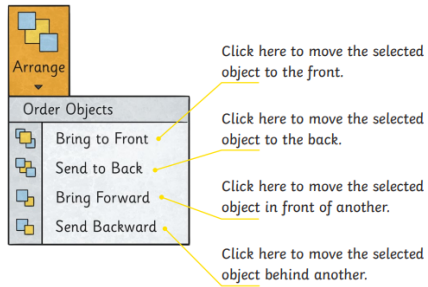 Arrange
Order Objects
Bring to Front
Send to Back
Bring Forward
Send Backward
Click here to move the selected
object to the front.
Click here to move the selected
object to the back.
Click here to move the selected
object in front of another.
Click here to move the selected
object behind another.